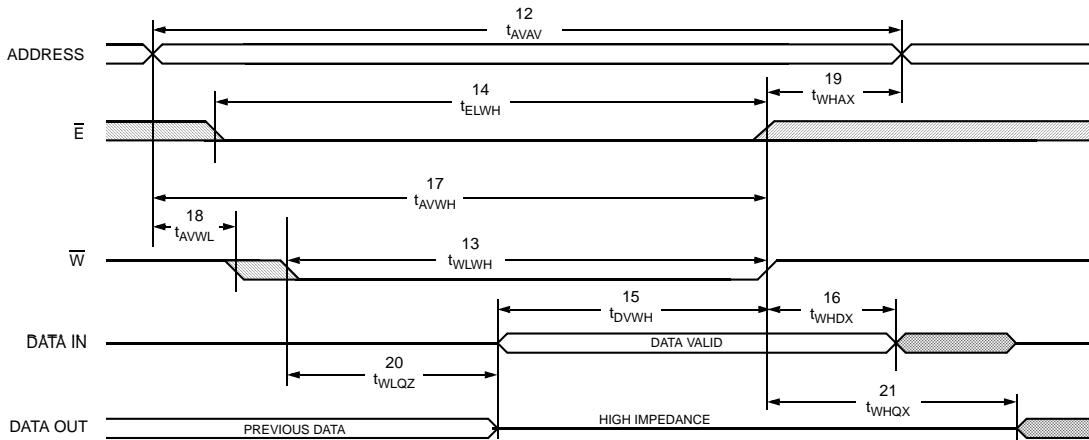 12
tAVAV
ADDRESS
14
tELWH
19
tWHAX
E
17
tAVWH
18
tAVWL
W
13
tWLWH
15
tDVWH
16
tWHDX
DATA IN
DATA VALID
20
tWLQZ
21
tWHQX
DATA OUT
PREVIOUS DATA
HIGH IMPEDANCE